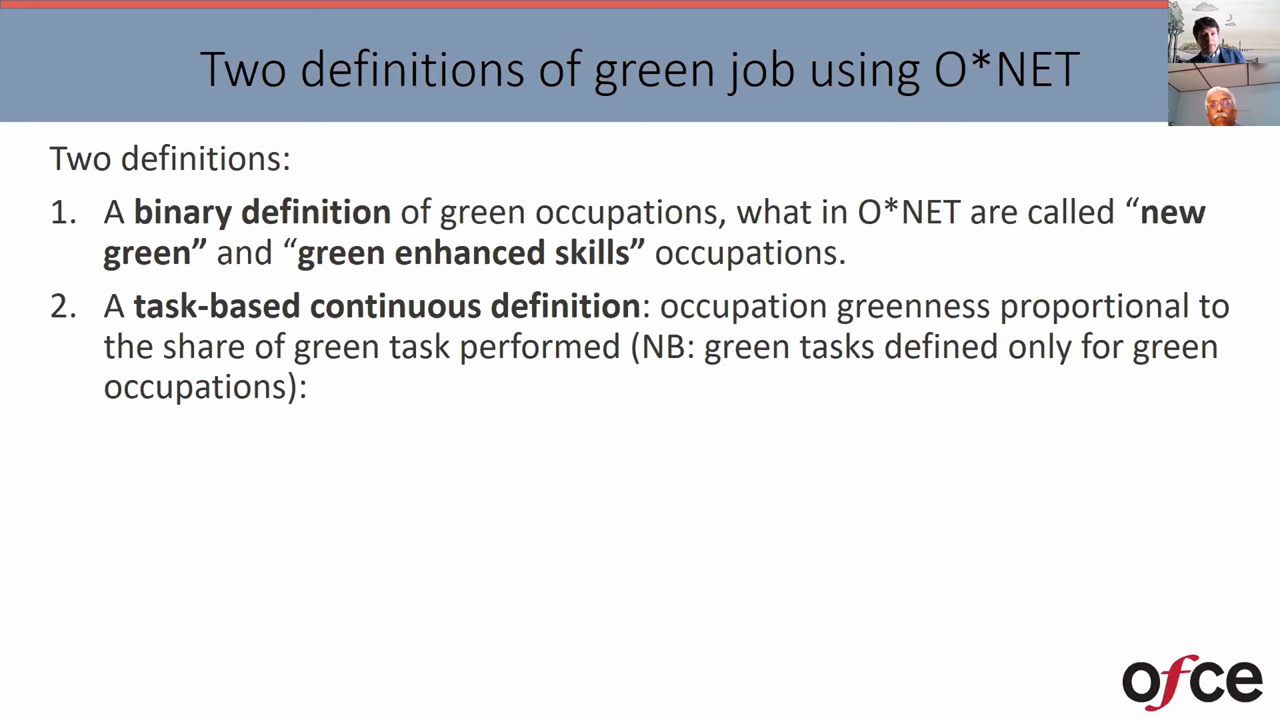 Two definitions of green job using O*NET
Two definitions:
1. A binary definition of green occupations, what in O*NET are called “new
green” and “green enhanced skills” occupations.
2. A task-based continuous definition: occupation greenness proportional to
the share of green task performed (NB: green tasks defined only for green
occupations):
ofce